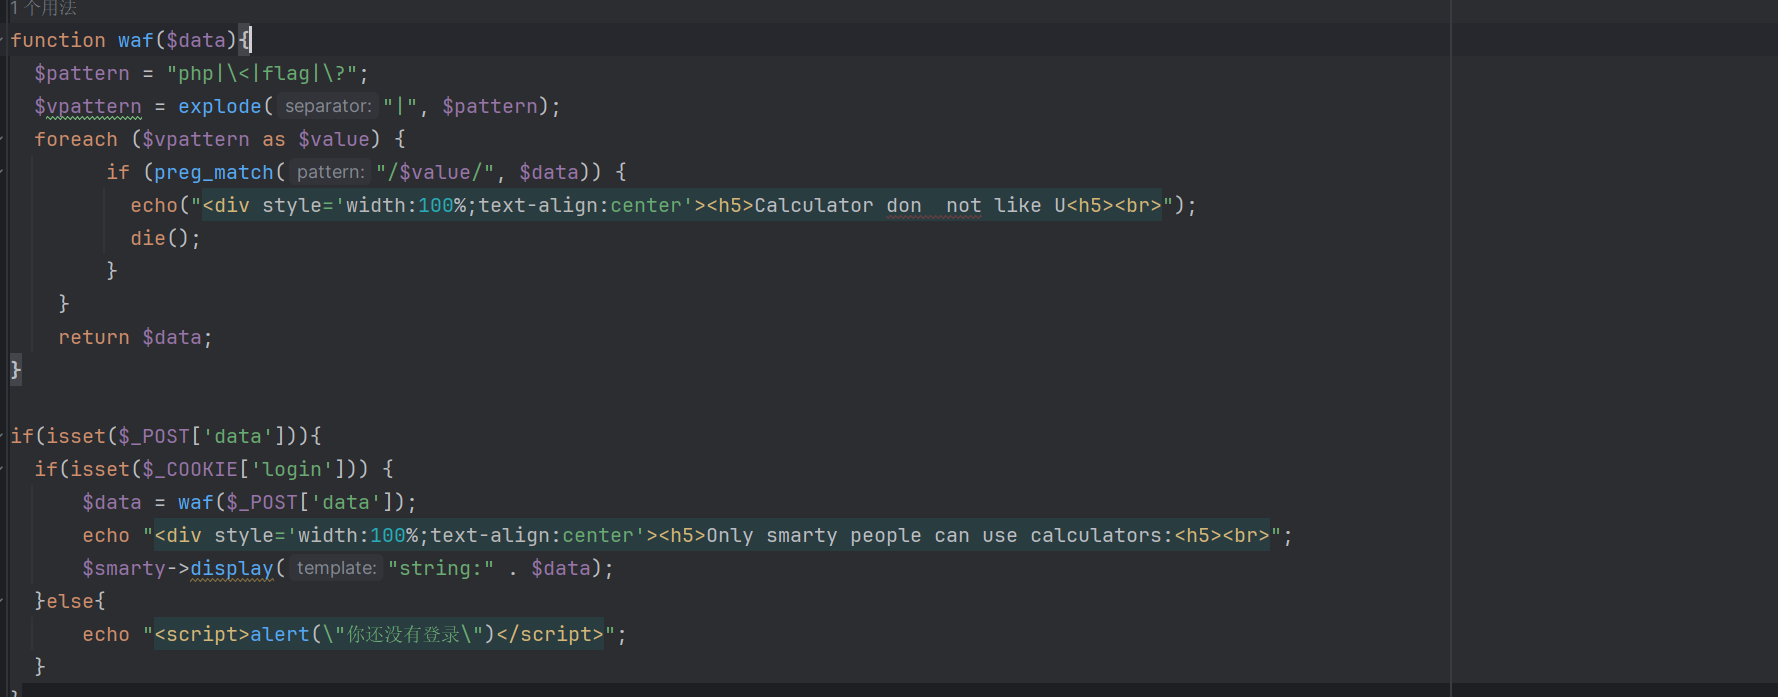 1 个用法
function waf($data){
$pattern = "php|\<|flag|\?";
$vpattern = explode( separator: "|", $pattern);
foreach ($vpattern as $value) {
if (preg_match( pattern: "/$value/", $data)) {
echo("<div style='width:100%;text-align:center'><h5>Calculator don  not like U<h5><br>");
die();
}
}
return $data;
}
if(isset($_POST['data'])){
if(isset($_COOKIE['login'])) {
$data = waf($_POST['data']);
echo "<div style='width:100%;text-align:center'><h5>Only smarty people can use calculators:<h5><br>";
$smarty->display( template: "string:" . $data);
}else{
echo "<script>alert(\"你还没有登录\")</script>";
}
}